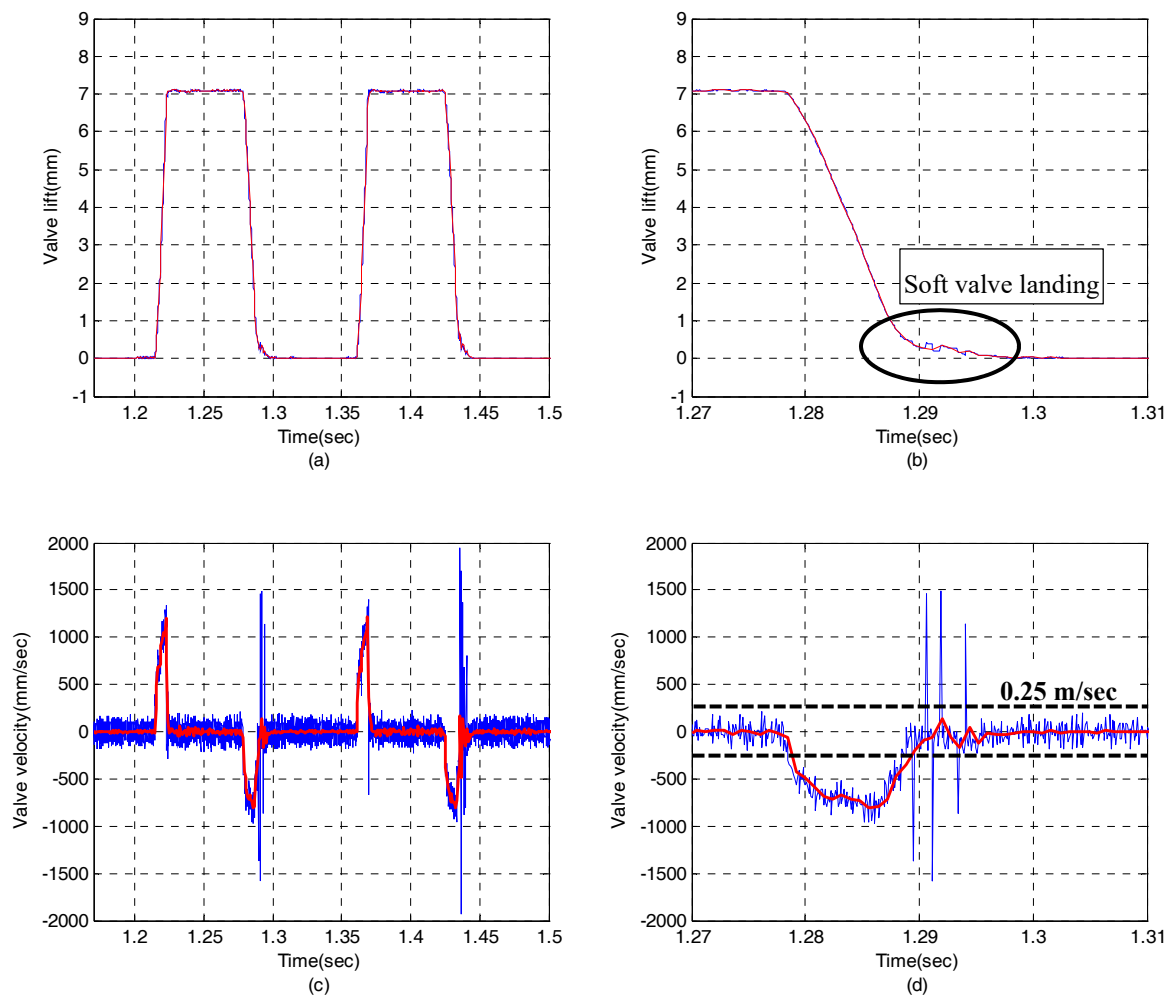 9
8
7
6
5
4
3
2
1
0
-1
Valve lift(mm)
1.2 1.25 1.3 1.35 1.4 1.45 1.5
Time(sec)
(a)
9
8
7
6
5
4
3
2
1
0
-1
Valve lift(mm)
Soft valve landing
1.27 1.28 1.29 1.3 1.31
Time(sec)
(b)
2000
1500
1000
500
0
-500
-1000
-1500
-2000
Valve velocity(mm/sec)
1.2 1.25 1.3 1.35 1.4 1.45 1.5
Time(sec)
(c)
2000
1500
1000
500
0
-500
-1000
-1500
-2000
Valve velocity(mm/sec)
0.25 m/sec
1.27 1.28 1.29 1.3 1.31
Time(sec)
(d)